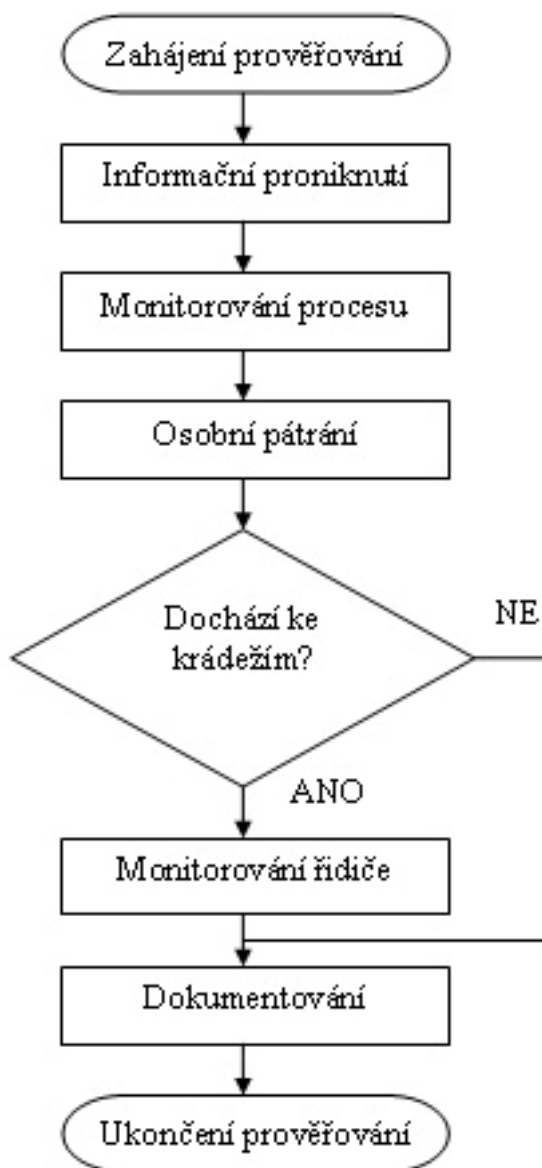 Zahájení prověřování
Informační proniknutí
Monitorování procesu
Osobní pátrání
Dochází ke
krádežím?
NE
ANO
Monitorování řidiče
Dokumentování
Ukončení prověřování